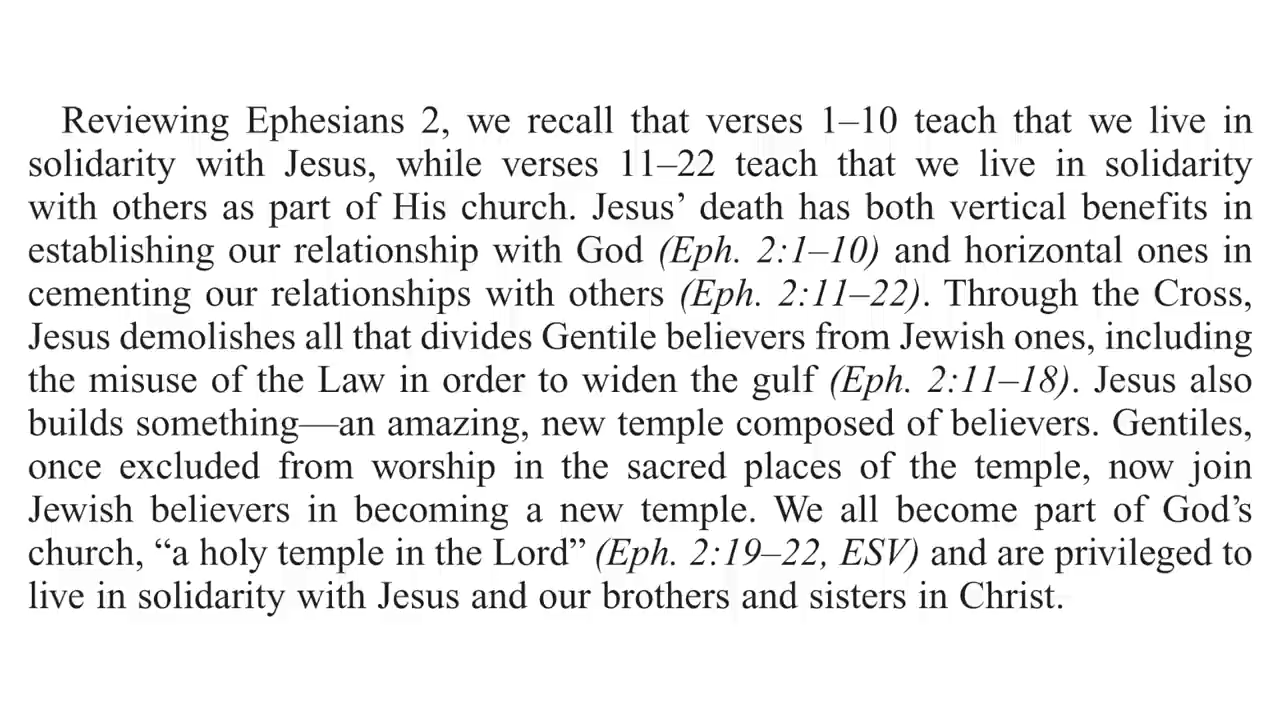 Reviewing Ephesians 2, we recall that verses 1–10 teach that we live in
solidarity with Jesus, while verses 11–22 teach that we live in solidarity
with others as part of His church. Jesus’ death has both vertical benefits in
establishing our relationship with God (Eph. 2:1–10) and horizontal ones in
cementing our relationships with others (Eph. 2:11–22). Through the Cross,
Jesus demolishes all that divides Gentile believers from Jewish ones, including
the misuse of the Law in order to widen the gulf (Eph. 2:11–18). Jesus also
builds something—an amazing, new temple composed of believers. Gentiles,
once excluded from worship in the sacred places of the temple, now join
Jewish believers in becoming a new temple. We all become part of God’s
church, “a holy temple in the Lord” (Eph. 2:19–22, ESV) and are privileged to
live in solidarity with Jesus and our brothers and sisters in Christ.